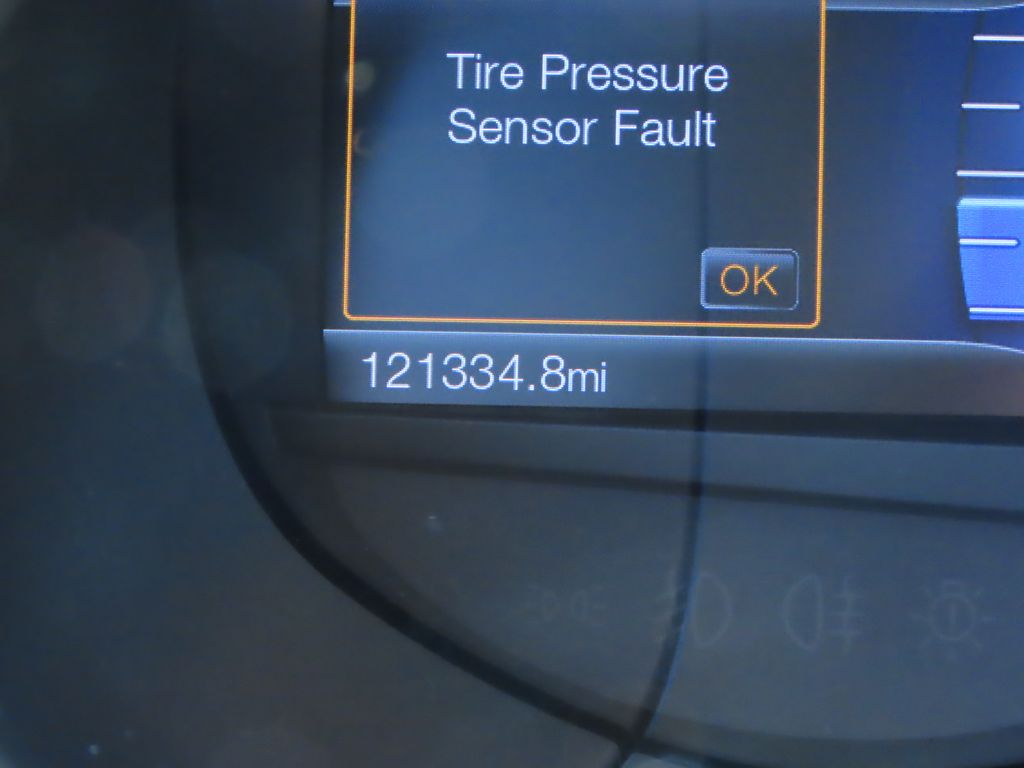 Tire Pressure
Sensor Fault
OK
121334.8mi